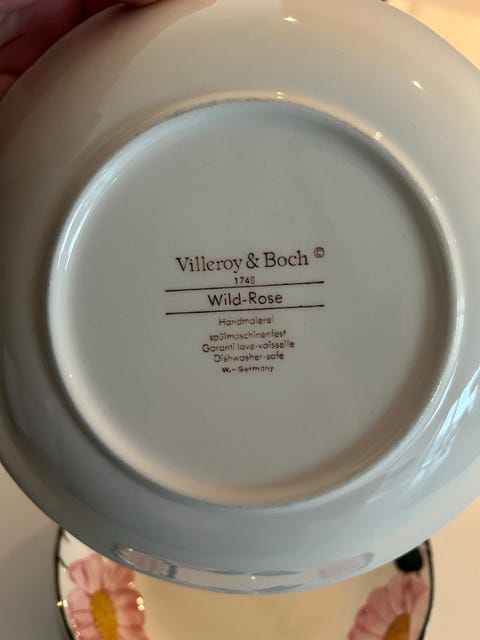 Villeroy & Boch ©
1748
Wild-Rose
Handmalerei
spülmaschinenfest
Garanti lave-vaisselle
Dishwasher-safe
W.- Germany